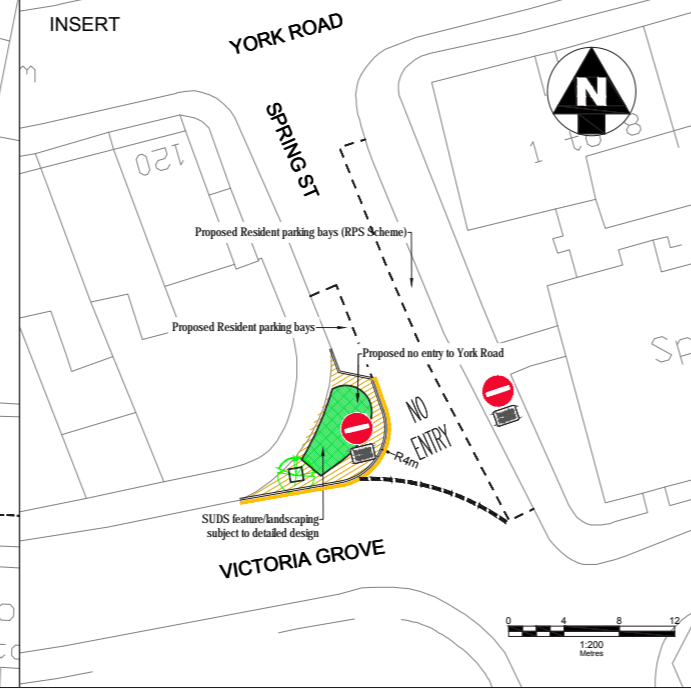 INSERT
YORK ROAD
N
SPRING ST
120
1 to 8
Proposed Resident parking bays (RPS Scheme)
Proposed Resident parking bays
Proposed no entry to York Road
Sp
NO
ENTRY
R4m
SUDS feature/landscaping
subject to detailed design
VICTORIA GROVE
0 4 8 12
1:200
Metres